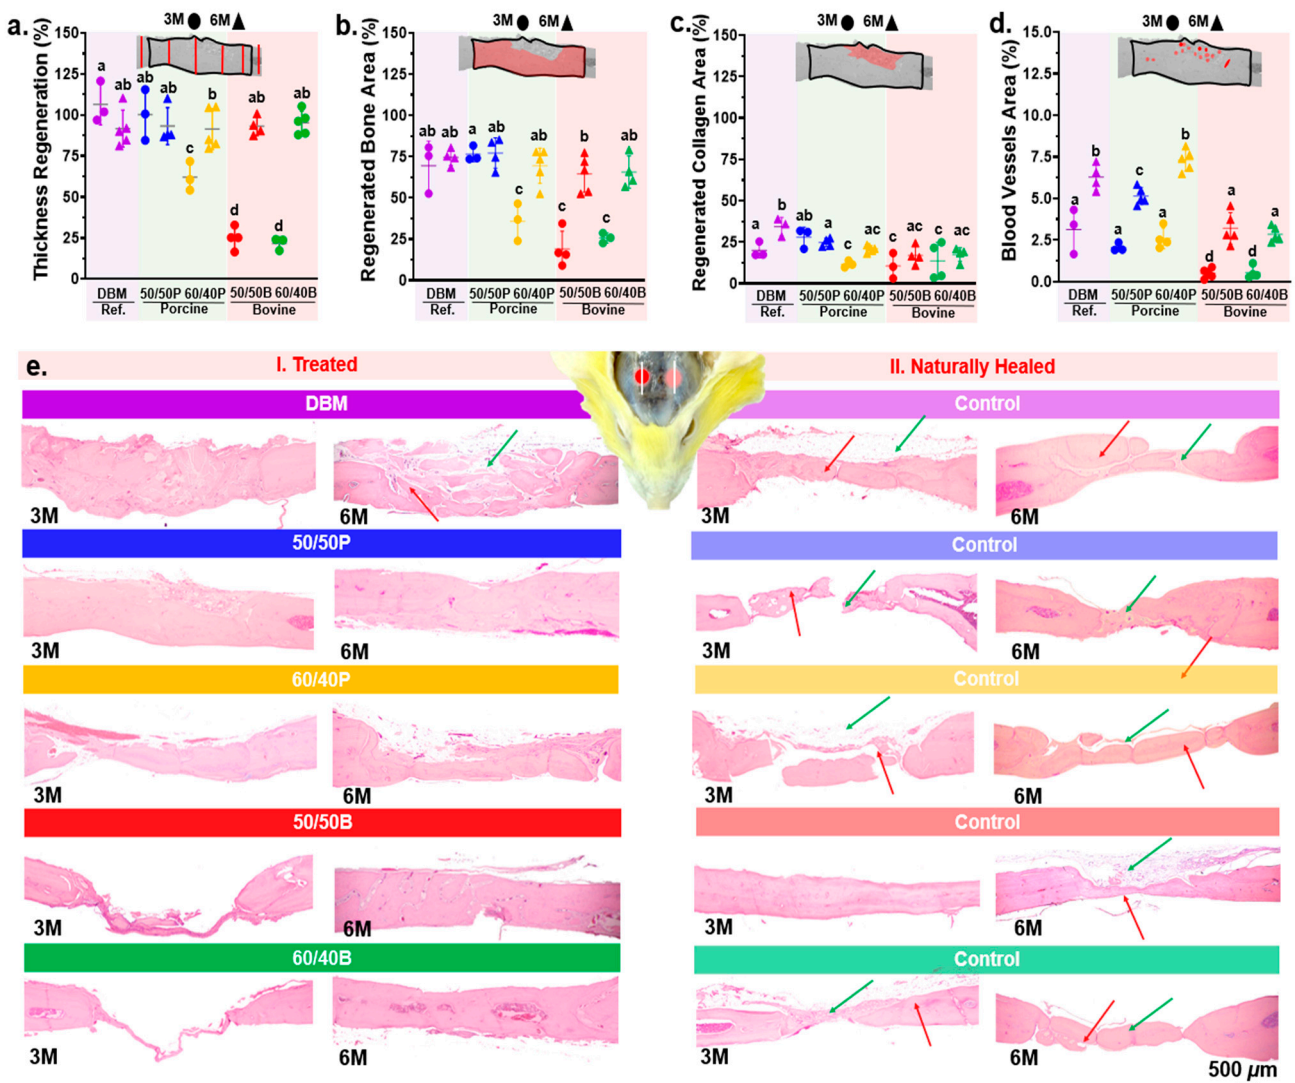 a.
3M 6M
Thickness Regeneration (%)
150
125
100
75
50
25
0
a ab ab ab c b d ab d ab
DBM 50/50P 60/40P 50/50B 60/40B
Ref. Porcine Bovine
b.
3M 6M
Regenerated Bone Area (%)
150
125
100
75
50
25
0
ab ab a ab c ab c b c ab
DBM 50/50P 60/40P 50/50B 60/40B
Ref. Porcine Bovine
c.
3M 6M
Regenerated Collagen Area (%)
150
125
100
75
50
25
0
a b ab a c a c ac ac ac
DBM 50/50P 60/40P 50/50B 60/40B
Ref. Porcine Bovine
d.
3M 6M
Blood Vessels Area (%)
15.0
12.5
10.0
7.5
5.0
2.5
0.0
a b a c a b d a d a
DBM 50/50P 60/40P 50/50B 60/40B
Ref. Porcine Bovine
e.
I. Treated
II. Naturally Healed
DBM
Control
3M
6M
3M
6M
50/50P
Control
3M
6M
3M
6M
60/40P
Control
3M
6M
3M
6M
50/50B
Control
3M
6M
3M
6M
60/40B
Control
3M
6M
3M
6M
500 µm